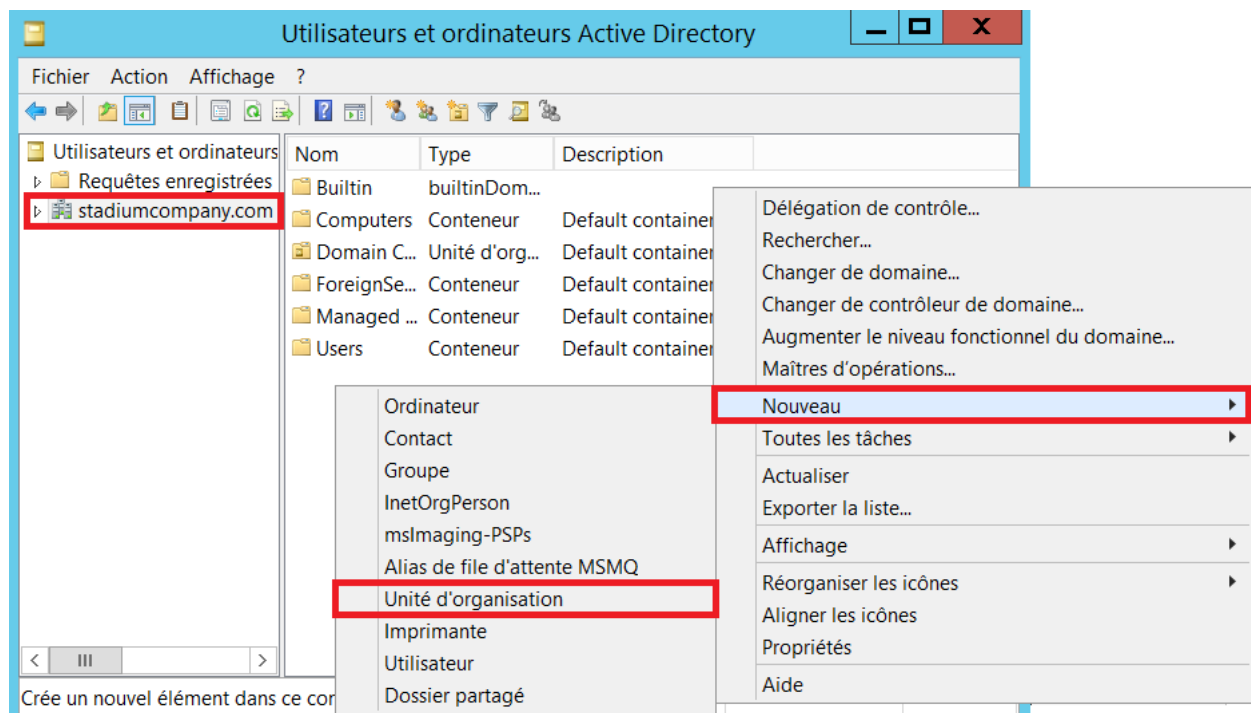 Utilisateurs et ordinateurs Active Directory
Fichier Action Affichage ?
Utilisateurs et ordinateurs
Requêtes enregistrées
stadiumcompany.com
Nom Type Description
Builtin builtinDom...
Computers Conteneur Default container
Domain C... Unité d'org... Default container
ForeignSe... Conteneur Default container
Managed ... Conteneur Default container
Users Conteneur Default container
Délégation de contrôle...
Rechercher...
Changer de domaine...
Changer de contrôleur de domaine...
Augmenter le niveau fonctionnel du domaine...
Maîtres d'opérations...
Nouveau
Toutes les tâches
Actualiser
Exporter la liste...
Affichage
Réorganiser les icônes
Aligner les icônes
Propriétés
Aide
Ordinateur
Contact
Groupe
InetOrgPerson
msImaging-PSPs
Alias de file d'attente MSMQ
Unité d'organisation
Imprimante
Utilisateur
Dossier partagé
Crée un nouvel élément dans ce con